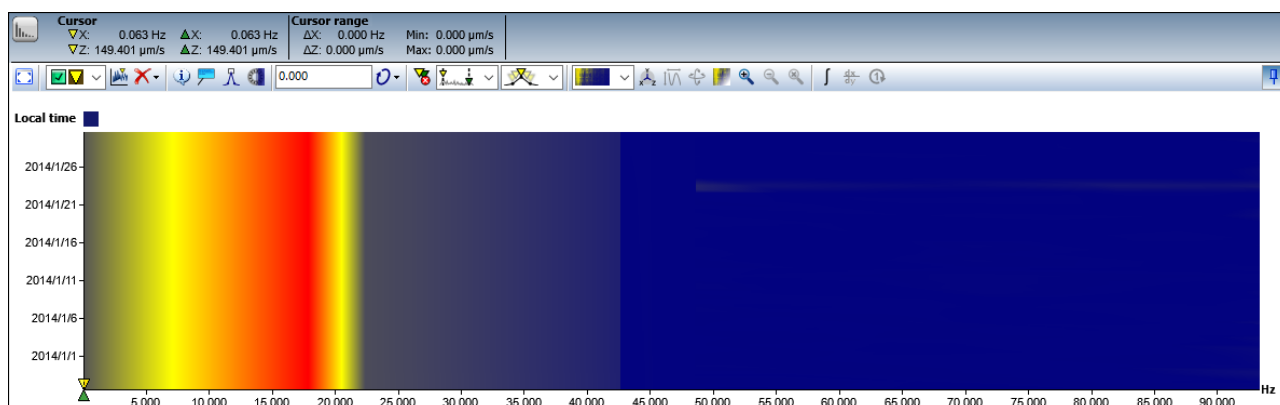 Cursor Cursor range
X: 0.063 Hz X: 0.063 Hz ΔX: 0.000 Hz Min: 0.000 µm/s
Z: 149.401 µm/s Z: 149.401 µm/s ΔZ: 0.000 µm/s Max: 0.000 µm/s
0.000
Local time
2014/1/26
2014/1/21
2014/1/16
2014/1/11
2014/1/6
2014/1/1
Hz
5.000 10.000 15.000 20.000 25.000 30.000 35.000 40.000 45.000 50.000 55.000 60.000 65.000 70.000 75.000 80.000 85.000 90.000